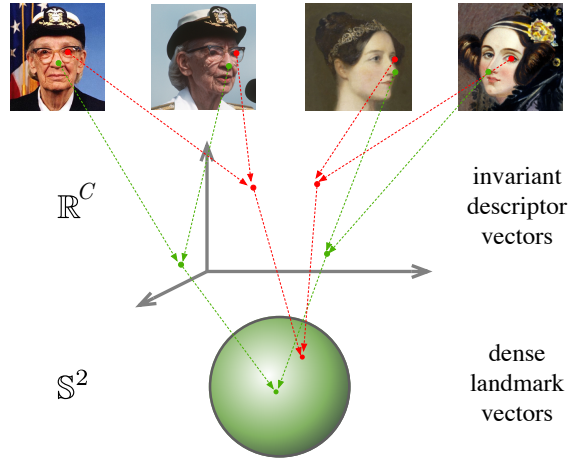 ℝ^C
invariant
descriptor
vectors
𝕊²
dense
landmark
vectors